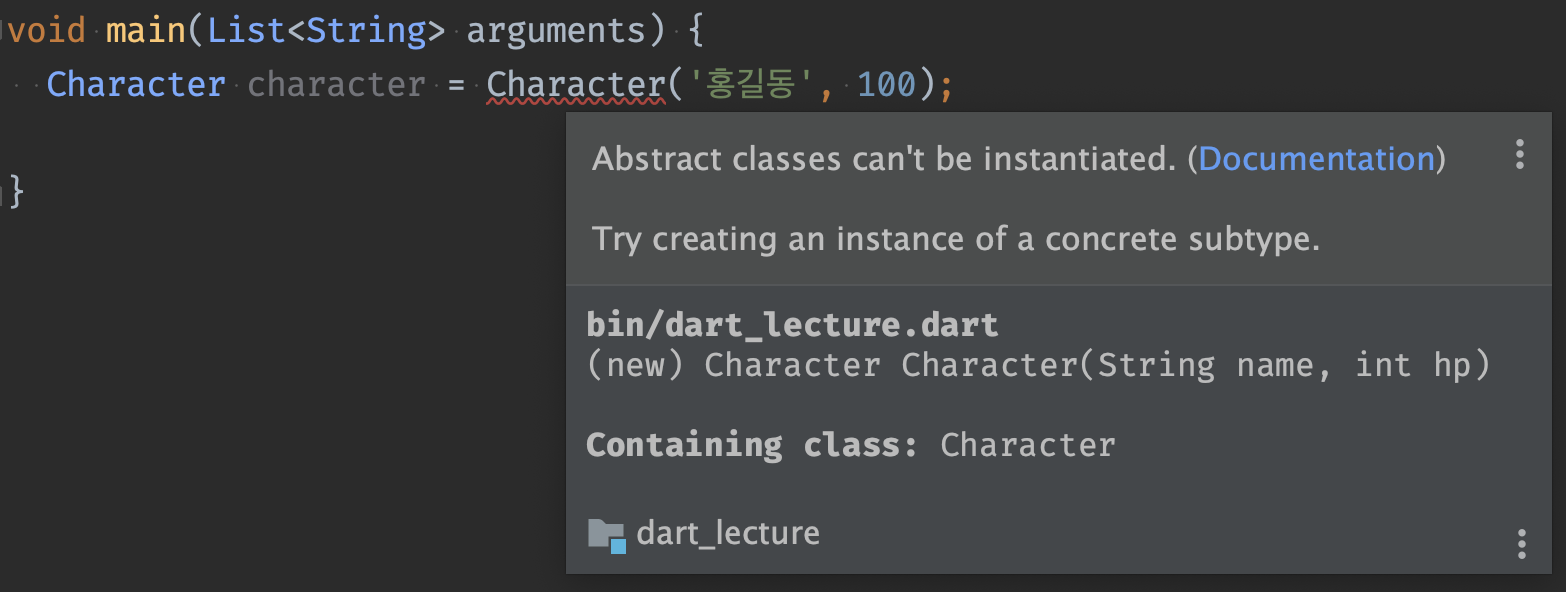 void main(List<String> arguments) {
Character character = Character('홍길동', 100);
}
Abstract classes can't be instantiated. (Documentation)
Try creating an instance of a concrete subtype.
bin/dart_lecture.dart
(new) Character Character(String name, int hp)
Containing class: Character
dart_lecture